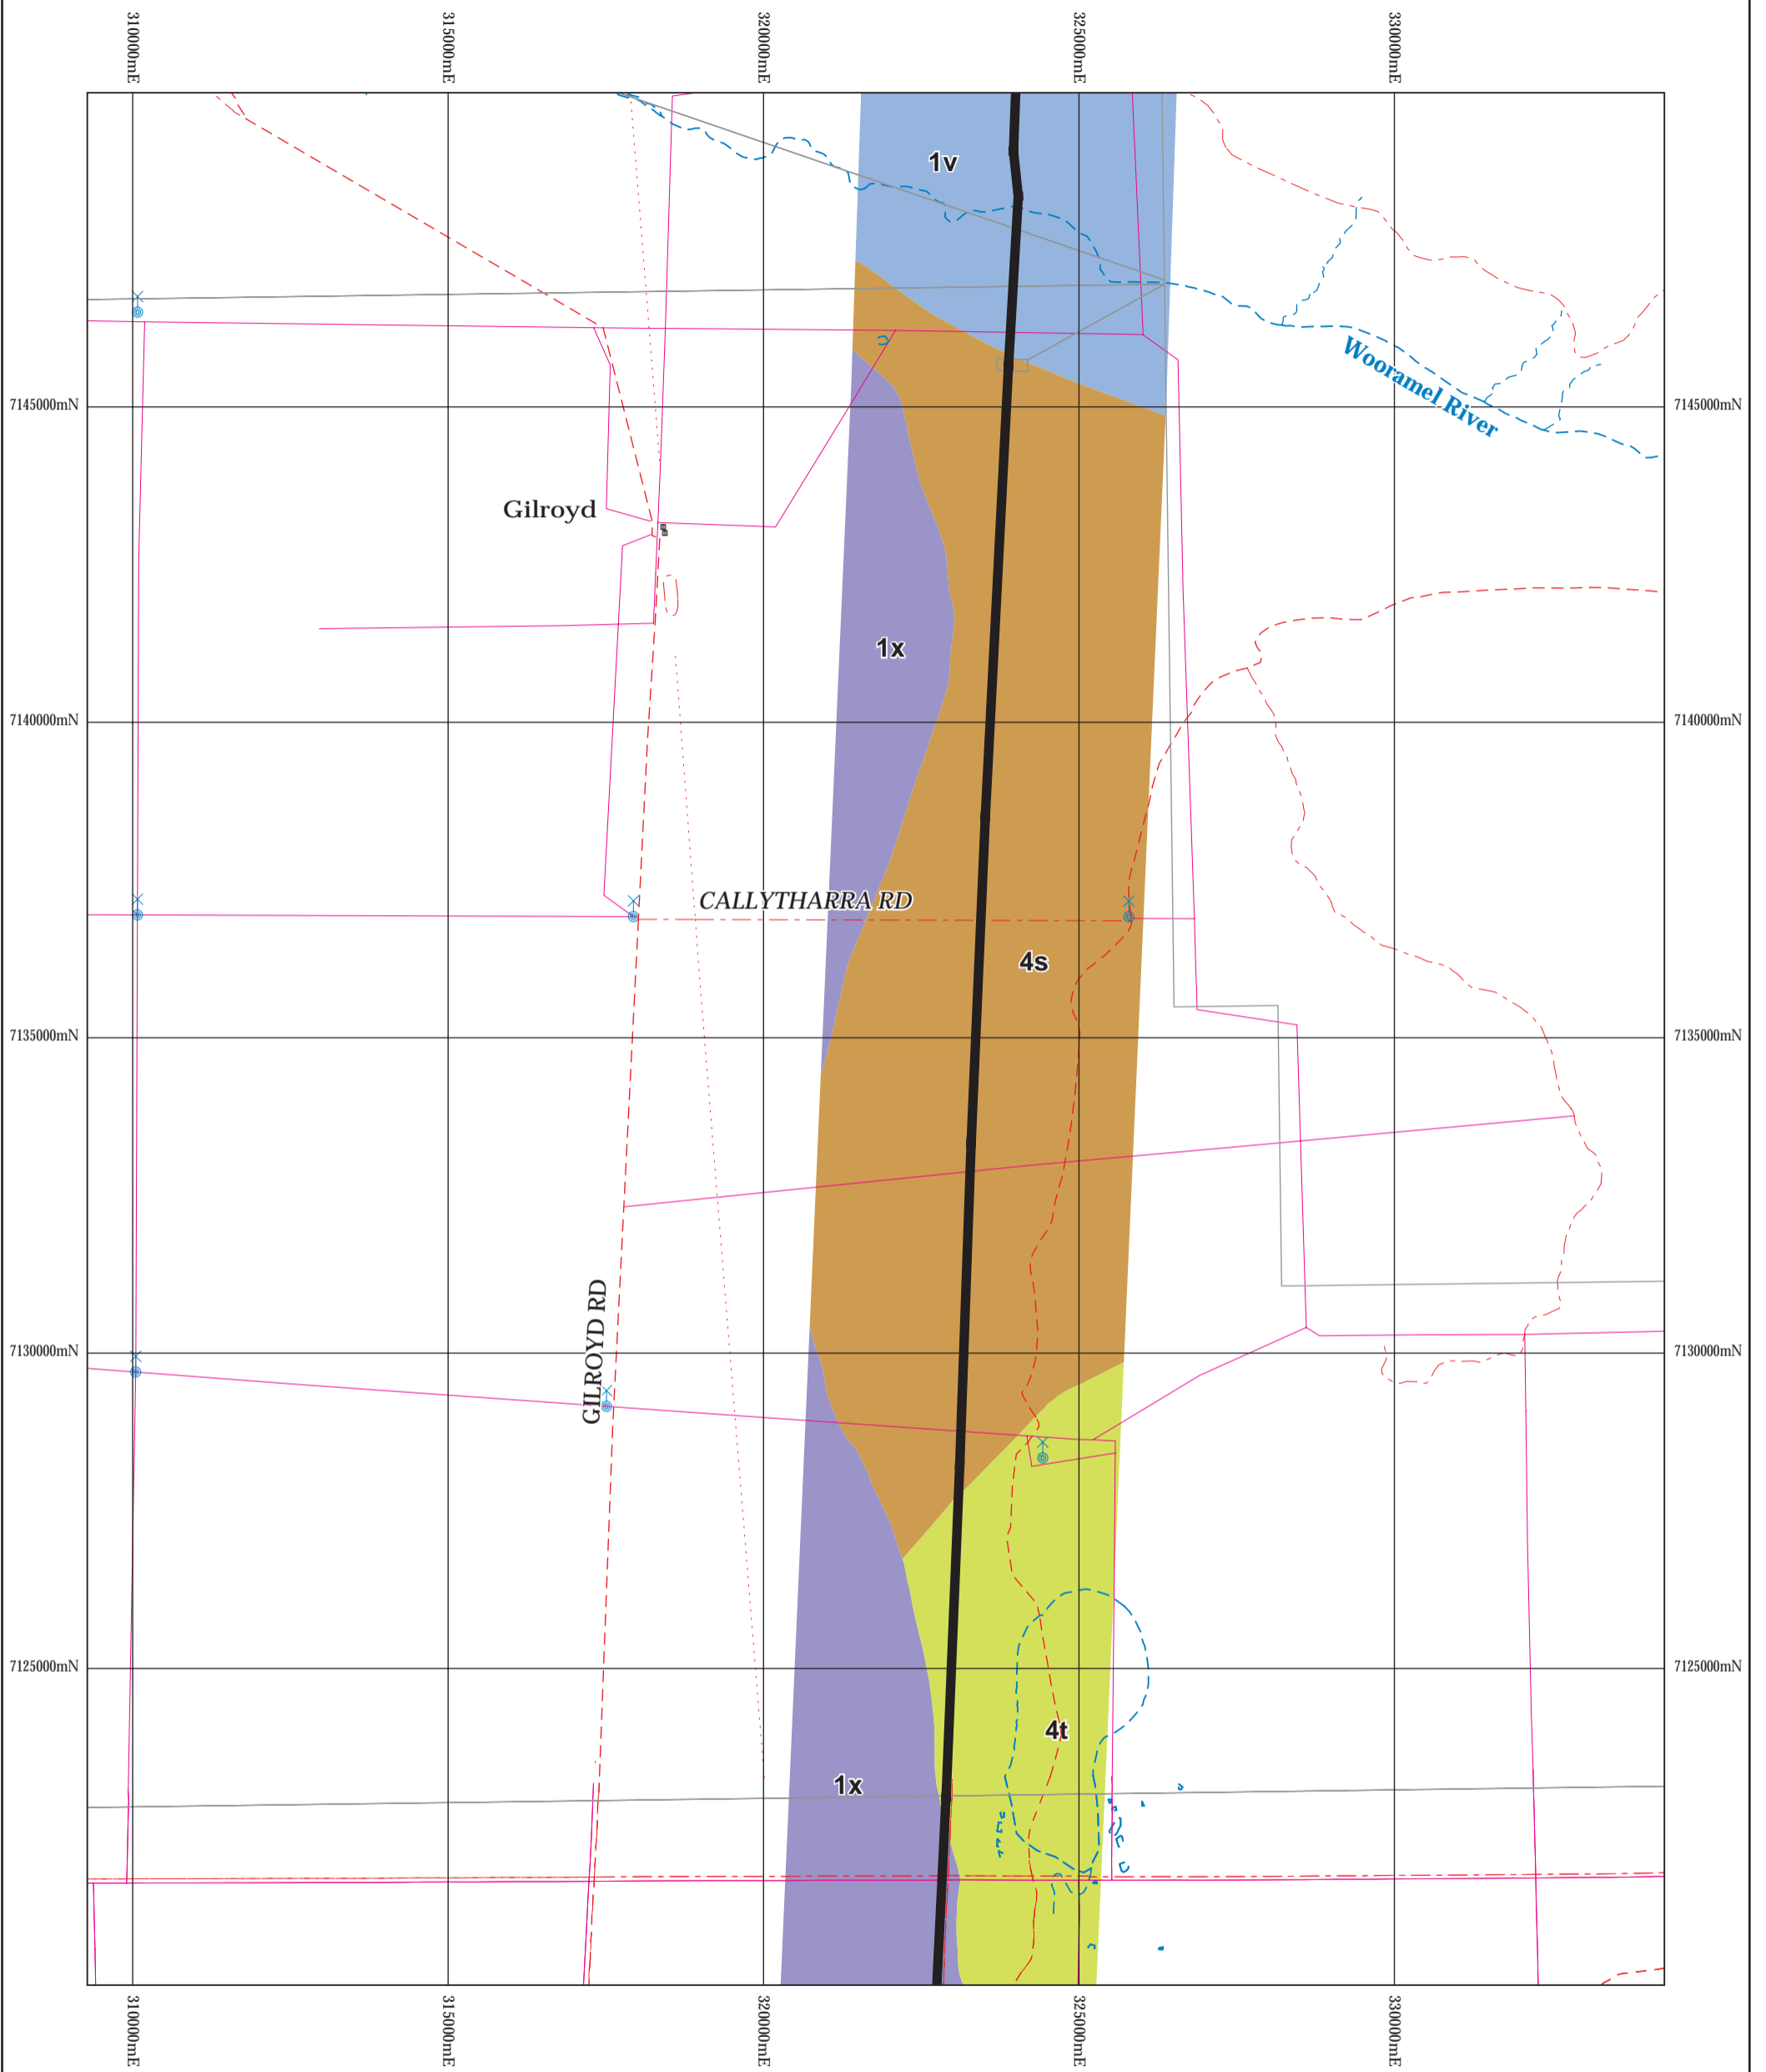 310000mE
315000mE
320000mE
325000mE
330000mE
1v
Wooramel River
7145000mN
7145000mN
Gilroyd
1x
7140000mN
7140000mN
CALLYTHARRA RD
4s
7135000mN
7135000mN
GILROYD RD
7130000mN
7130000mN
7125000mN
7125000mN
4t
1x
310000mE
315000mE
320000mE
325000mE
330000mE